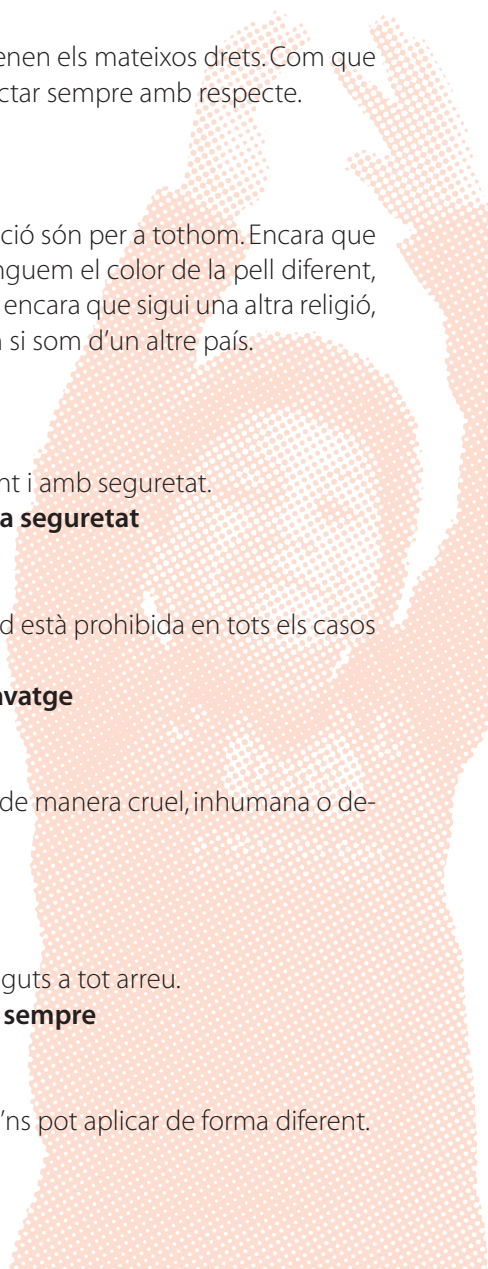 enen els mateixos drets. Com que
ctar sempre amb respecte.
ció són per a tothom. Encara que
nguem el color de la pell diferent,
encara que sigui una altra religió,
si som d’un altre país.
nt i amb seguretat.
a seguretat
d està prohibida en tots els casos
avatge
de manera cruel, inhumana o de-
guts a tot arreu.
sempre
’ns pot aplicar de forma diferent.